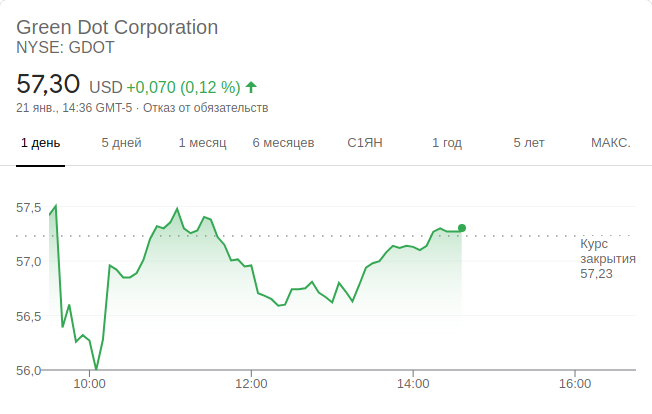 Green Dot Corporation
NYSE: GDOT
57,30 USD +0,070 (0,12 %)
21 янв., 14:36 GMT-5 · Отказ от обязательств
1 день 5 дней 1 месяц 6 месяцев С1ЯН 1 год 5 лет МАКС.
57,5
Курс
закрытия
57,0
57,23
56,5
56,0
10:00 12:00 14:00 16:00